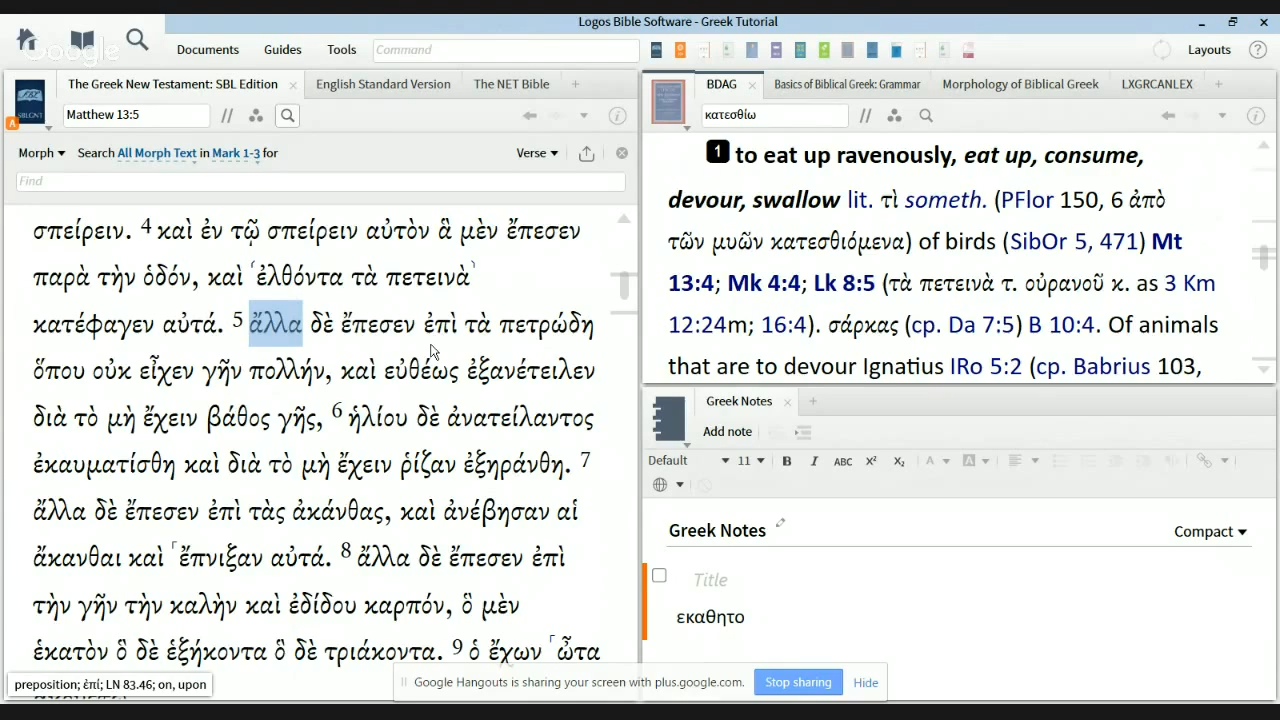 Logos Bible Software - Greek Tutorial
Google
Documents Guides Tools Command
Layouts
The Greek New Testament: SBL Edition English Standard Version The NET Bible
SBLGNT
A
Matthew 13:5
Morph Search All Morph Text in Mark 1-3 for Verse
Find
σπείρειν. 4 καὶ ἐν τῷ σπείρειν αὐτὸν ἃ μὲν ἔπεσεν
παρὰ τὴν ὁδόν, καὶ ⸂ἐλθόντα τὰ πετεινὰ⸃
κατέφαγεν αὐτά. 5 ἄλλα δὲ ἔπεσεν ἐπὶ τὰ πετρώδη
ὅπου οὐκ εἶχεν γῆν πολλήν, καὶ εὐθέως ἐξανέτειλεν
διὰ τὸ μὴ ἔχειν βάθος γῆς, 6 ἡλίου δὲ ἀνατείλαντος
ἐκαυματίσθη καὶ διὰ τὸ μὴ ἔχειν ῥίζαν ἐξηράνθη. 7
ἄλλα δὲ ἔπεσεν ἐπὶ τὰς ἀκάνθας, καὶ ἀνέβησαν αἱ
ἄκανθαι καὶ ⸀ἔπνιξαν αὐτά. 8 ἄλλα δὲ ἔπεσεν ἐπὶ
τὴν γῆν τὴν καλὴν καὶ ἐδίδου καρπόν, ὃ μὲν
ἑκατὸν ὃ δὲ ἑξήκοντα ὃ δὲ τριάκοντα. 9 ὁ ἔχων ⸀ὦτα
preposition; ἐπί; LN 83.46; on, upon
BDAG Basics of Biblical Greek: Grammar Morphology of Biblical Greek LXGRCANLEX
κατεσθίω
1 to eat up ravenously, eat up, consume,
devour, swallow lit. τὶ someth. (PFlor 150, 6 ἀπὸ
τῶν μυῶν κατεσθιόμενα) of birds (SibOr 5, 471) Mt
13:4; Mk 4:4; Lk 8:5 (τὰ πετεινὰ τ. οὐρανοῦ κ. as 3 Km
12:24m; 16:4). σάρκας (cp. Da 7:5) B 10:4. Of animals
that are to devour Ignatius IRo 5:2 (cp. Babrius 103,
Greek Notes
Add note
Default 11 B I ABC X² X₂ A A
Greek Notes Compact
Title
εκαθητο
Google Hangouts is sharing your screen with plus.google.com. Stop sharing Hide